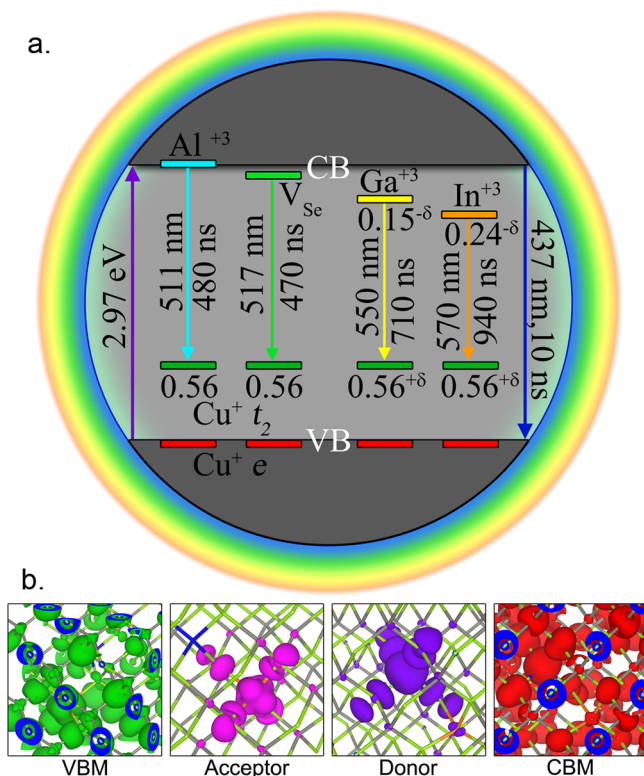 a.
Al +3
CB
V Se
Ga+3
0.15-δ
In+3
0.24-δ
2.97 eV
511 nm
480 ns
517 nm
470 ns
550 nm
710 ns
570 nm
940 ns
437 nm, 10 ns
0.56
0.56
0.56+δ
0.56+δ
Cu+ t2
VB
Cu+ e
b.
VBM
Acceptor
Donor
CBM